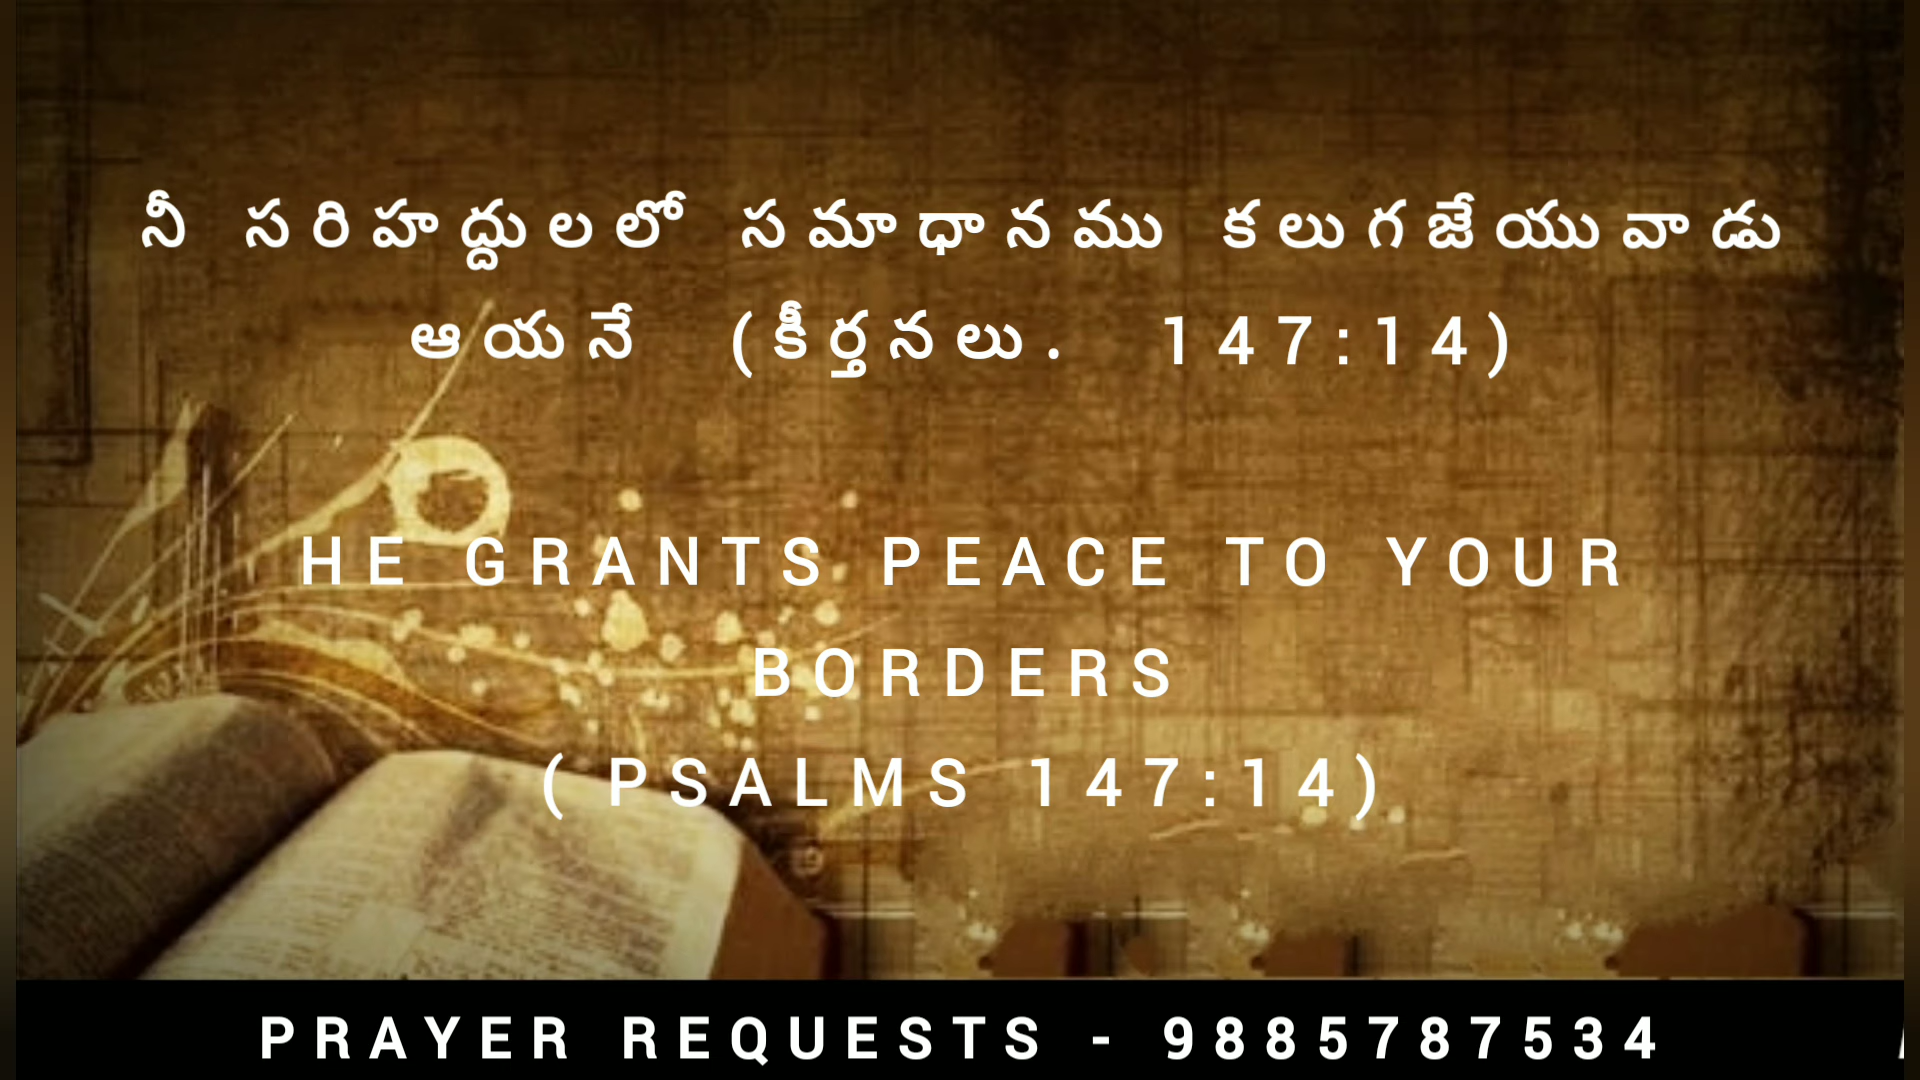 నీ సరిహద్దులలో సమాధానము కలుగజేయువాడు
ఆయనే (కీర్తనలు. 147:14)
HE GRANTS PEACE TO YOUR
BORDERS
( PSALMS 147:14)
PRAYER REQUESTS - 9885787534